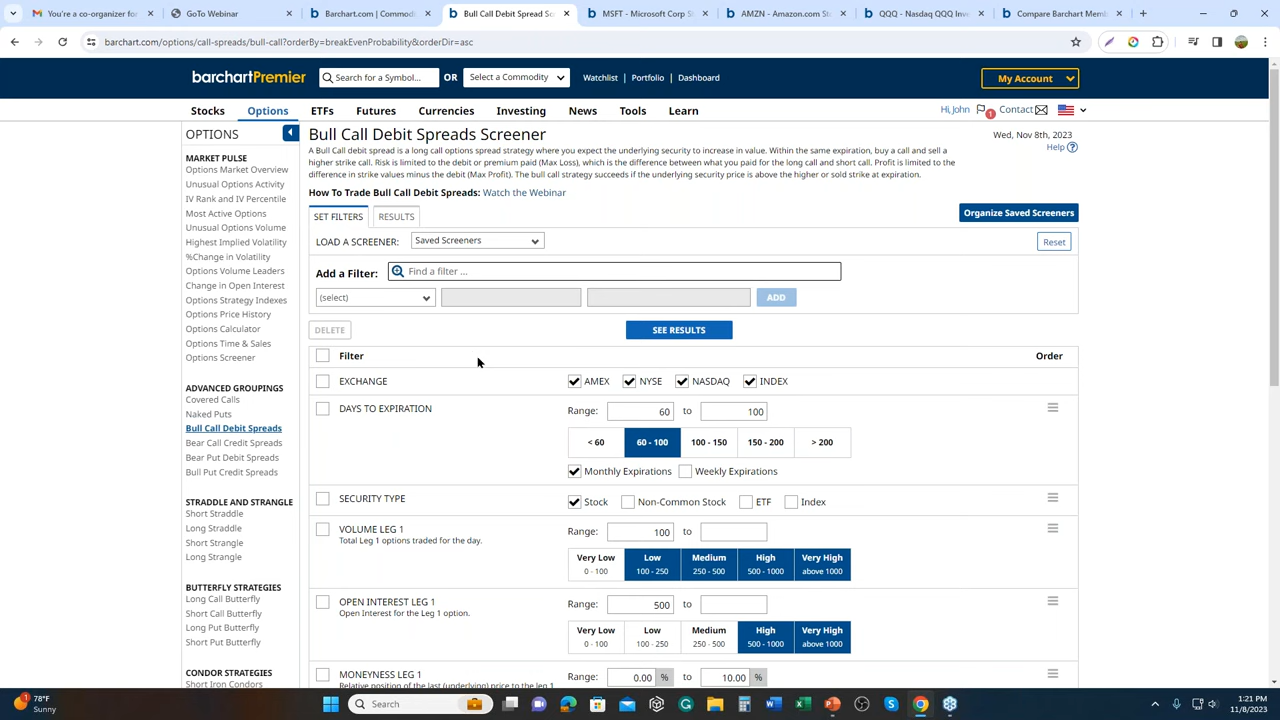 You're a co-organizer for
GoTo Webinar
Barchart.com | Commodi
Bull Call Debit Spreads Sc
MSFT - Microsoft Corp St
AMZN - Amazon.com St
QQQ - Nasdaq QQQ Inv
Compare Barchart Memb
barchart.com/options/call-spreads/bull-call?orderBy=breakEvenProbability&orderDir=asc
barchartPremier
Search for a Symbol...
OR
Select a Commodity
Watchlist
Portfolio
Dashboard
My Account
Stocks
Options
ETFs
Futures
Currencies
Investing
News
Tools
Learn
Hi, John
1
Contact
OPTIONS
MARKET PULSE
Options Market Overview
Unusual Options Activity
IV Rank and IV Percentile
Most Active Options
Unusual Options Volume
Highest Implied Volatility
%Change in Volatility
Options Volume Leaders
Change in Open Interest
Options Strategy Indexes
Options Price History
Options Calculator
Options Time & Sales
Options Screener
ADVANCED GROUPINGS
Covered Calls
Naked Puts
Bull Call Debit Spreads
Bear Call Credit Spreads
Bear Put Debit Spreads
Bull Put Credit Spreads
STRADDLE AND STRANGLE
Short Straddle
Long Straddle
Short Strangle
Long Strangle
BUTTERFLY STRATEGIES
Long Call Butterfly
Short Call Butterfly
Long Put Butterfly
Short Put Butterfly
CONDOR STRATEGIES
Short Iron Condors
Bull Call Debit Spreads Screener
Wed, Nov 8th, 2023
Help
A Bull Call debit spread is a long call options spread strategy where you expect the underlying security to increase in value. Within the same expiration, buy a call and sell a
higher strike call. Risk is limited to the debit or premium paid (Max Loss), which is the difference between what you paid for the long call and short call. Profit is limited to the
difference in strike values minus the debit (Max Profit). The bull call strategy succeeds if the underlying security price is above the higher or sold strike at expiration.
How To Trade Bull Call Debit Spreads: Watch the Webinar
SET FILTERS
RESULTS
Organize Saved Screeners
LOAD A SCREENER:
Saved Screeners
Reset
Add a Filter:
Find a filter ...
(select)
ADD
DELETE
SEE RESULTS
Filter
Order
EXCHANGE
AMEX
NYSE
NASDAQ
INDEX
DAYS TO EXPIRATION
Range: 60 to 100
< 60
60 - 100
100 - 150
150 - 200
> 200
Monthly Expirations
Weekly Expirations
SECURITY TYPE
Stock
Non-Common Stock
ETF
Index
VOLUME LEG 1
Total Leg 1 options traded for the day.
Range: 100 to
Very Low
0 - 100
Low
100 - 250
Medium
250 - 500
High
500 - 1000
Very High
above 1000
OPEN INTEREST LEG 1
Open Interest for the Leg 1 option.
Range: 500 to
Very Low
0 - 100
Low
100 - 250
Medium
250 - 500
High
500 - 1000
Very High
above 1000
MONEYNESS LEG 1
Relative position of the last (underlying) price to the leg 1
Range: 0.00 % to 10.00 %
78°F
Sunny
Search
1:21 PM
11/8/2023